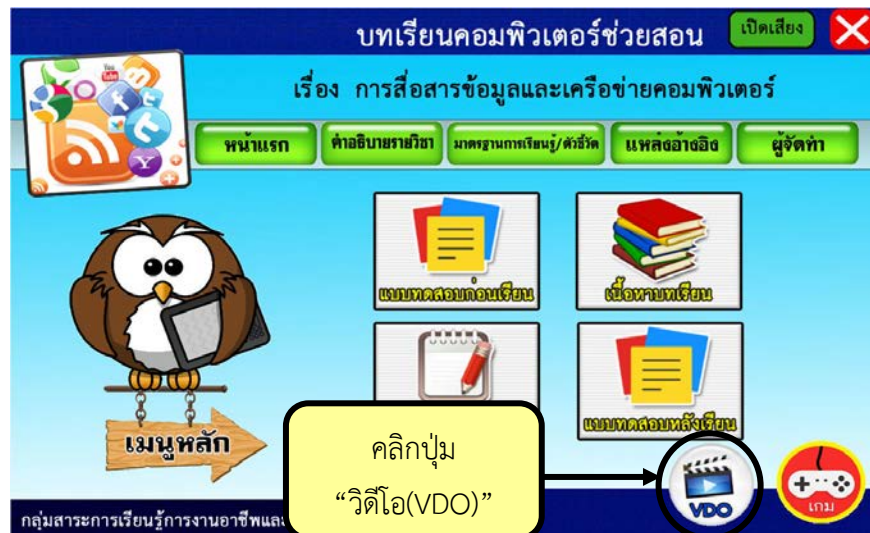 บทเรียนคอมพิวเตอร์ช่วยสอน
เปิดเสียง
เรื่อง การสื่อสารข้อมูลและเครือข่ายคอมพิวเตอร์
You
Tube
หน้าแรก
คำอธิบายรายวิชา
มาตรฐานการเรียนรู้/ตัวชี้วัด
แหล่งอ้างอิง
ผู้จัดทำ
แบบทดสอบก่อนเรียน
เนื้อหาบทเรียน
แบบทดสอบหลังเรียน
เมนูหลัก
คลิกปุ่ม
“วิดีโอ(VDO)”
VDO
เกม
กลุ่มสาระการเรียนรู้การงานอาชีพและ